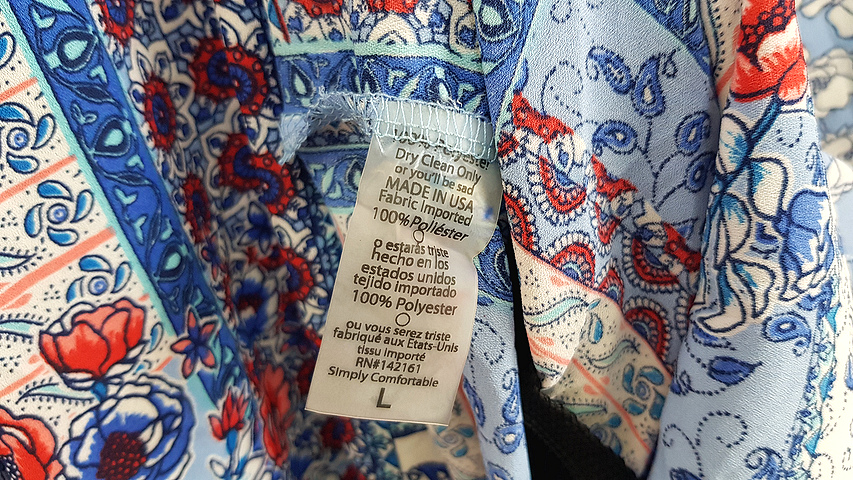 100% Polyester
Dry Clean Only
or you'll be sad
MADE IN USA
Fabric Imported
100%Poliéster
o estarás triste
hecho en los
estados unidos
tejido importado
100% Polyester
ou vous serez triste
fabriqué aux Etats-Unis
tissu importé
RN#142161
Simply Comfortable
L